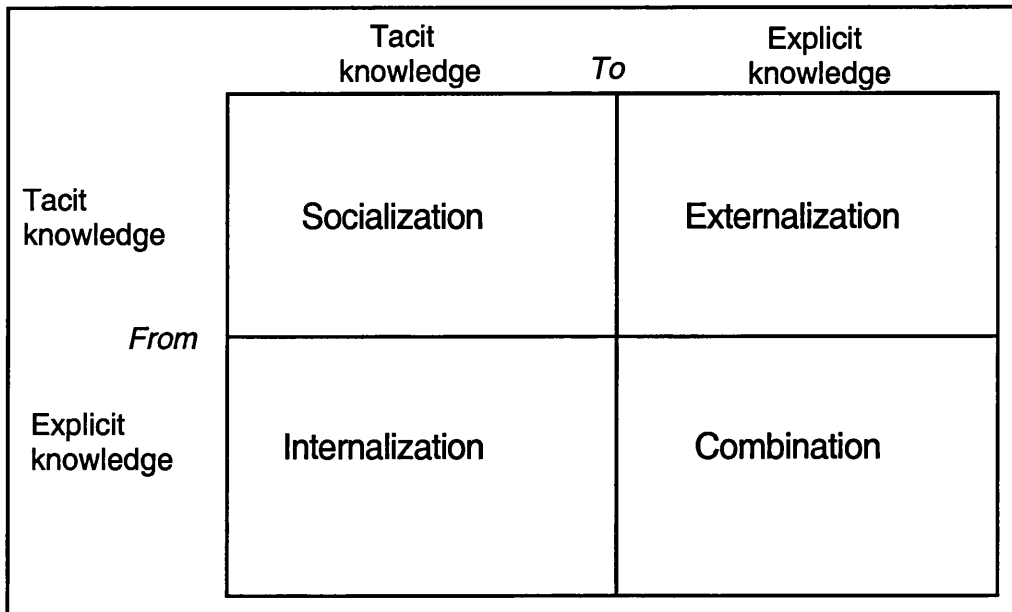 Tacit
knowledge
To
Explicit
knowledge
Tacit
knowledge
Socialization
Externalization
From
Explicit
knowledge
Internalization
Combination